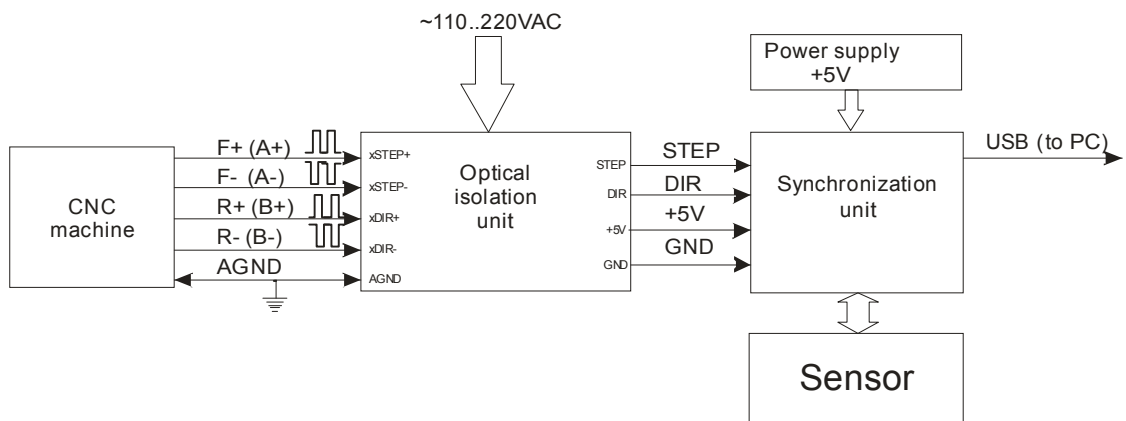 ~110..220VAC
Power supply
+5V
F+ (A+)
F- (A-)
R+ (B+)
R- (B-)
AGND
CNC
machine
xSTEP+
xSTEP-
xDIR+
xDIR-
AGND
Optical
isolation
unit
STEP
DIR
+5V
GND
STEP
DIR
+5V
GND
Synchronization
unit
USB (to PC)
Sensor